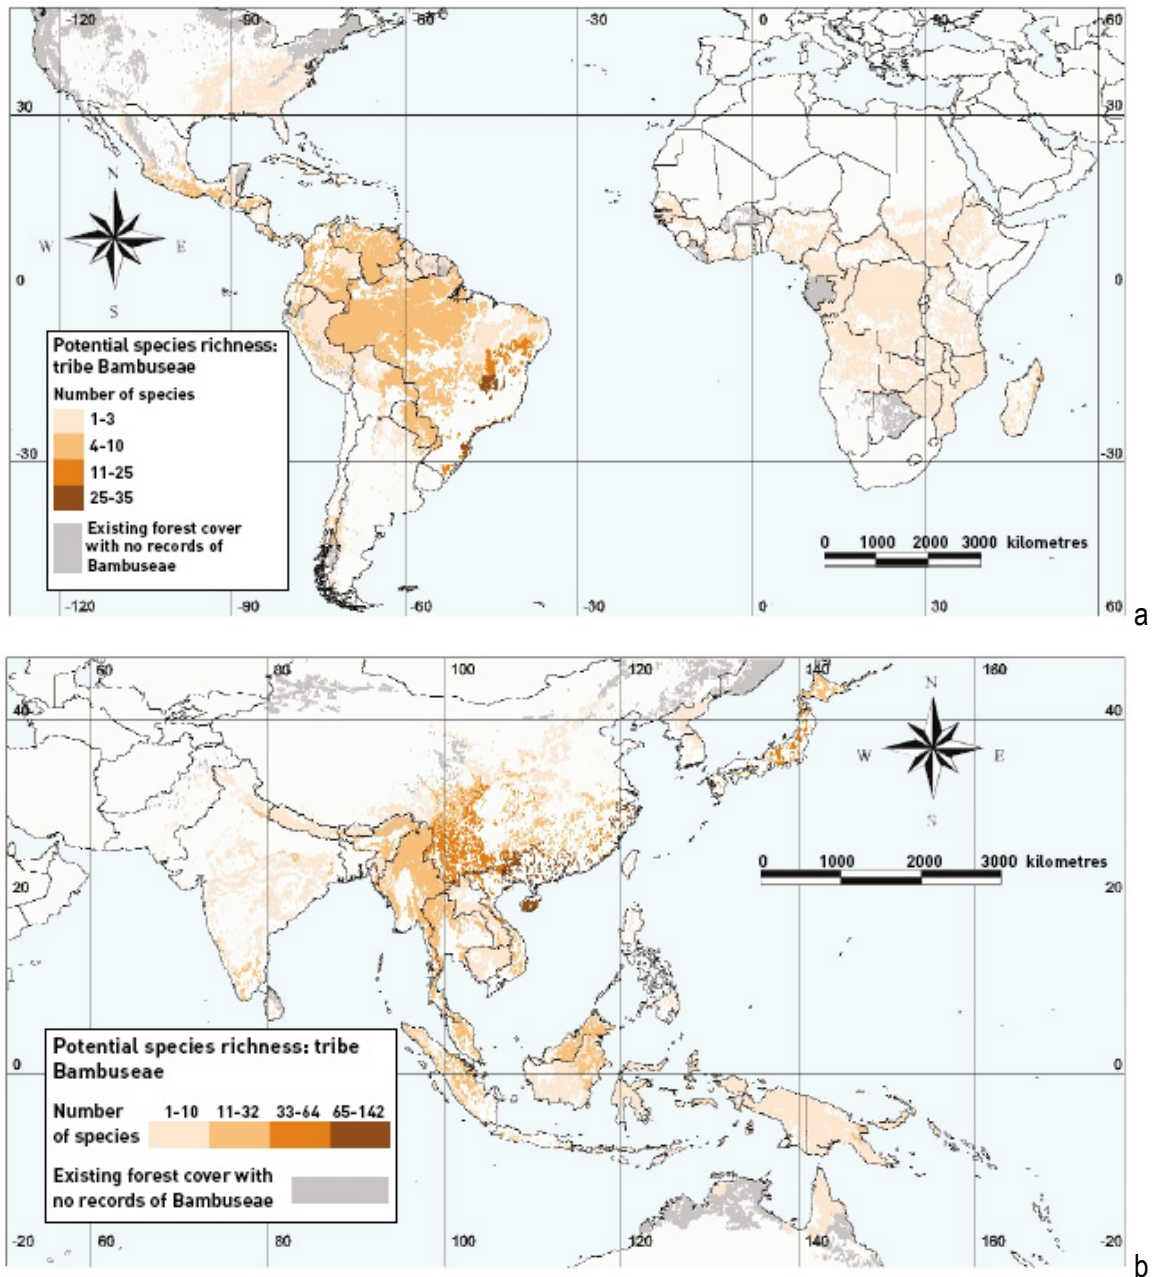 -120 -90 -60 -30 0 30 60
30 30
N
W E
S
0 0
Potential species richness:
tribe Bambuseae
Number of species
1-3
4-10
11-25
25-35
Existing forest cover
with no records of
Bambuseae
-30 -30
0 1000 2000 3000 kilometres
-120 -90 -60 -30 0 30 60
a
60 80 100 120 140 160
40 40
N
W E
S
0 1000 2000 3000 kilometres
20 20
0 0
Potential species richness: tribe
Bambuseae
Number 1-10 11-32 33-64 65-142
of species
Existing forest cover with
no records of Bambuseae
-20 60 80 100 120 140 160 -20
b